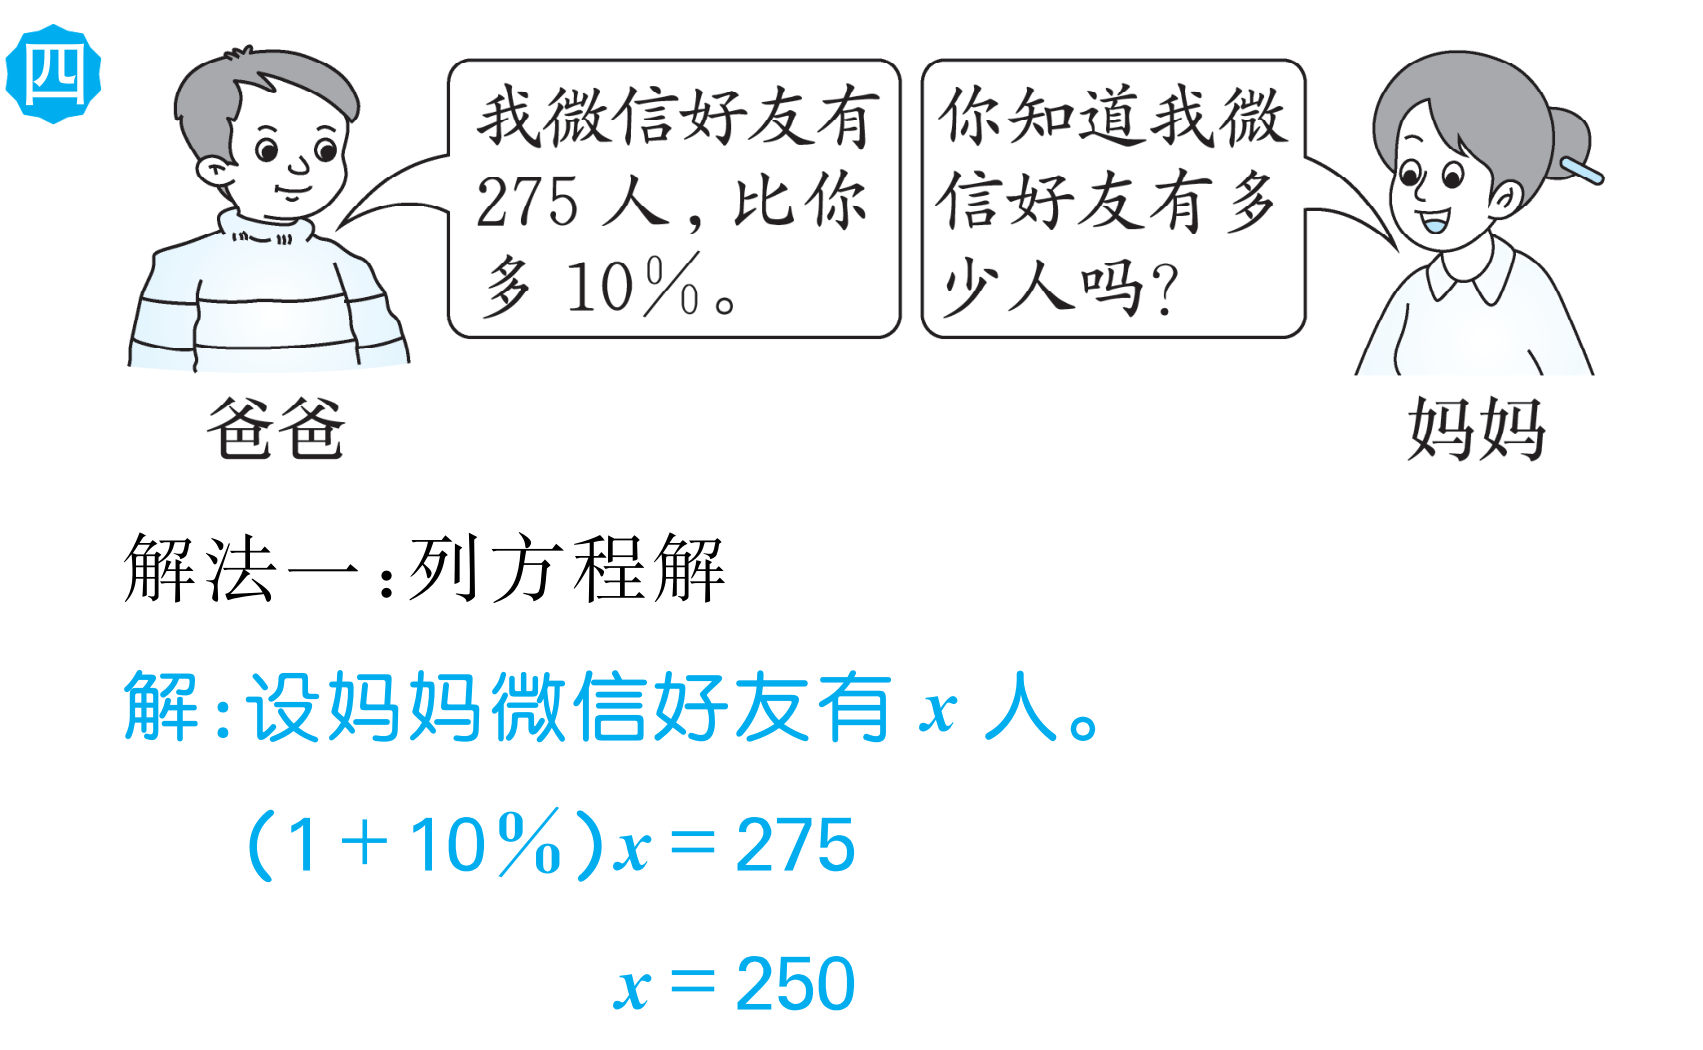 四
我微信好友有
275 人，比你
多 10%。
你知道我微
信好友有多
少人吗？
爸爸
妈妈
解法一：列方程解
解：设妈妈微信好友有 x 人。
(1＋10%)x＝275
x＝250